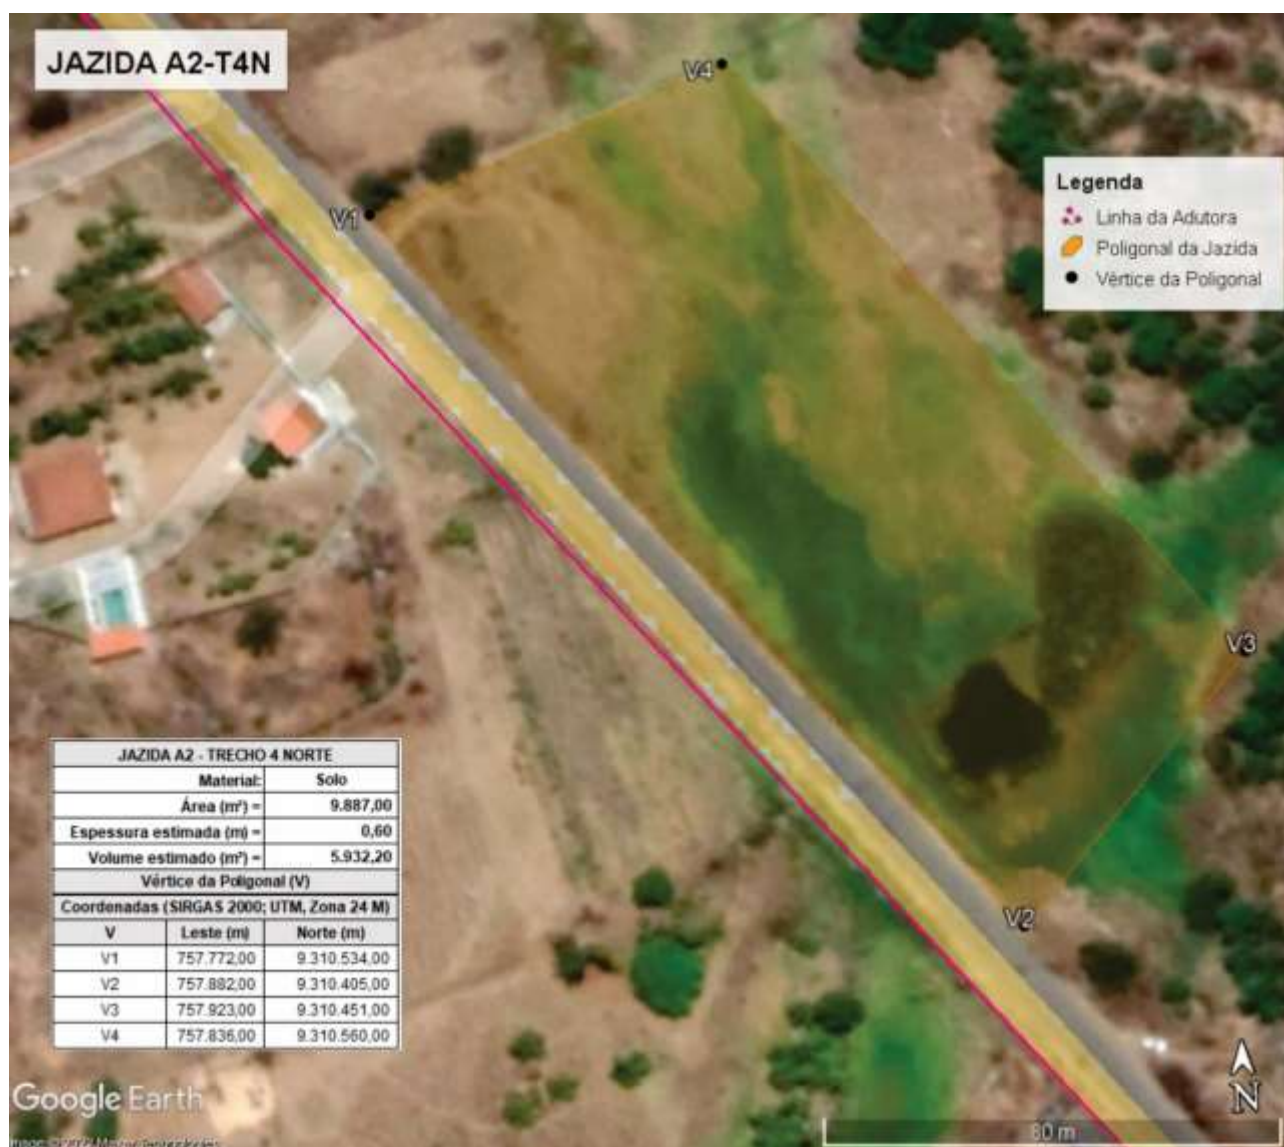 JAZIDA A2-T4N
V4
V1
Legenda
Linha da Adutora
Poligonal da Jazida
Vértice da Poligonal
V3
V2
JAZIDA A2 - TRECHO 4 NORTE
Material: Solo
Área (m²) = 9.887,00
Espessura estimada (m) = 0,60
Volume estimado (m³) = 5.932,20
Vértice da Poligonal (V)
Coordenadas (SIRGAS 2000; UTM, Zona 24 M)
V Leste (m) Norte (m)
V1 757.772,00 9.310.534,00
V2 757.882,00 9.310.405,00
V3 757.923,00 9.310.451,00
V4 757.836,00 9.310.560,00
Google Earth
N
80 m